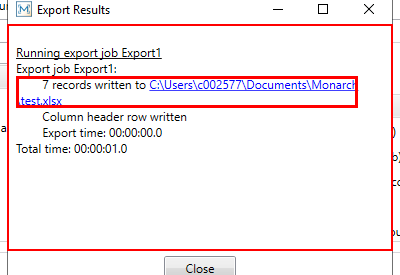 Export Results
Running export job Export1
Export job Export1:
7 records written to C:\Users\c002577\Documents\Monarch
test.xlsx
Column header row written
Export time: 00:00:00.0
Total time: 00:00:01.0
Close